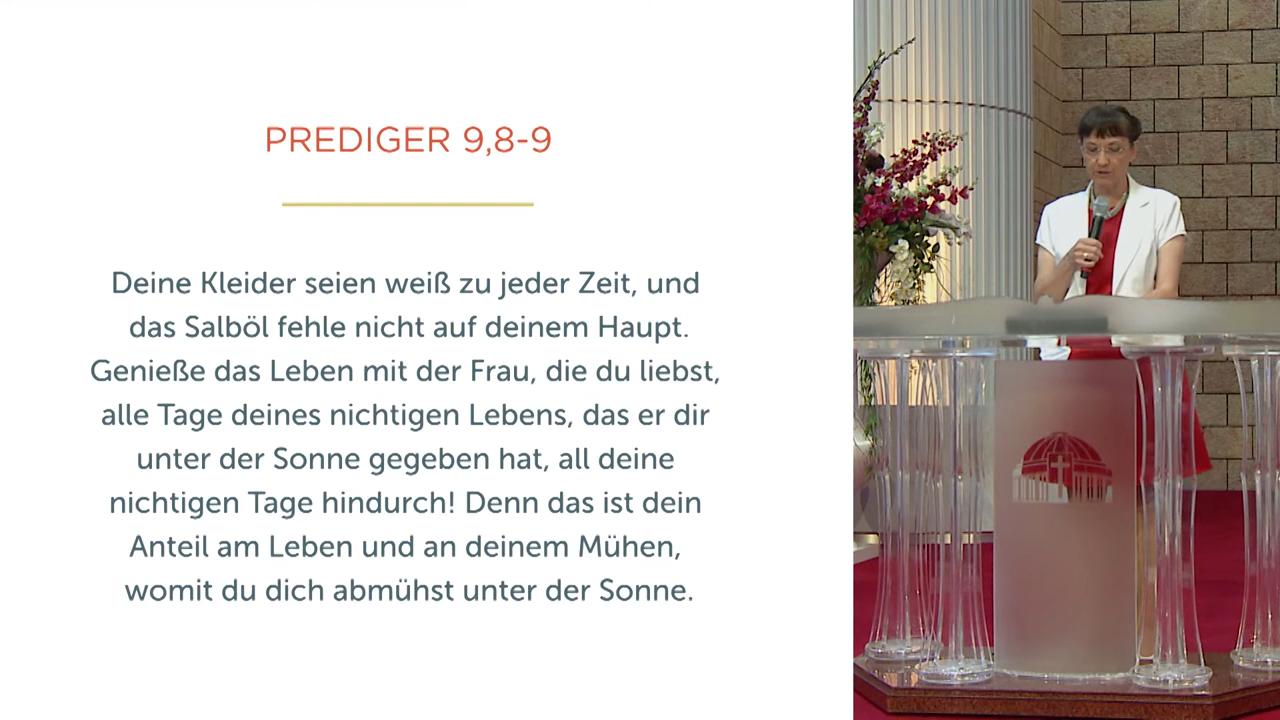 PREDIGER 9,8-9
Deine Kleider seien weiß zu jeder Zeit, und
das Salböl fehle nicht auf deinem Haupt.
Genieße das Leben mit der Frau, die du liebst,
alle Tage deines nichtigen Lebens, das er dir
unter der Sonne gegeben hat, all deine
nichtigen Tage hindurch! Denn das ist dein
Anteil am Leben und an deinem Mühen,
womit du dich abmühst unter der Sonne.